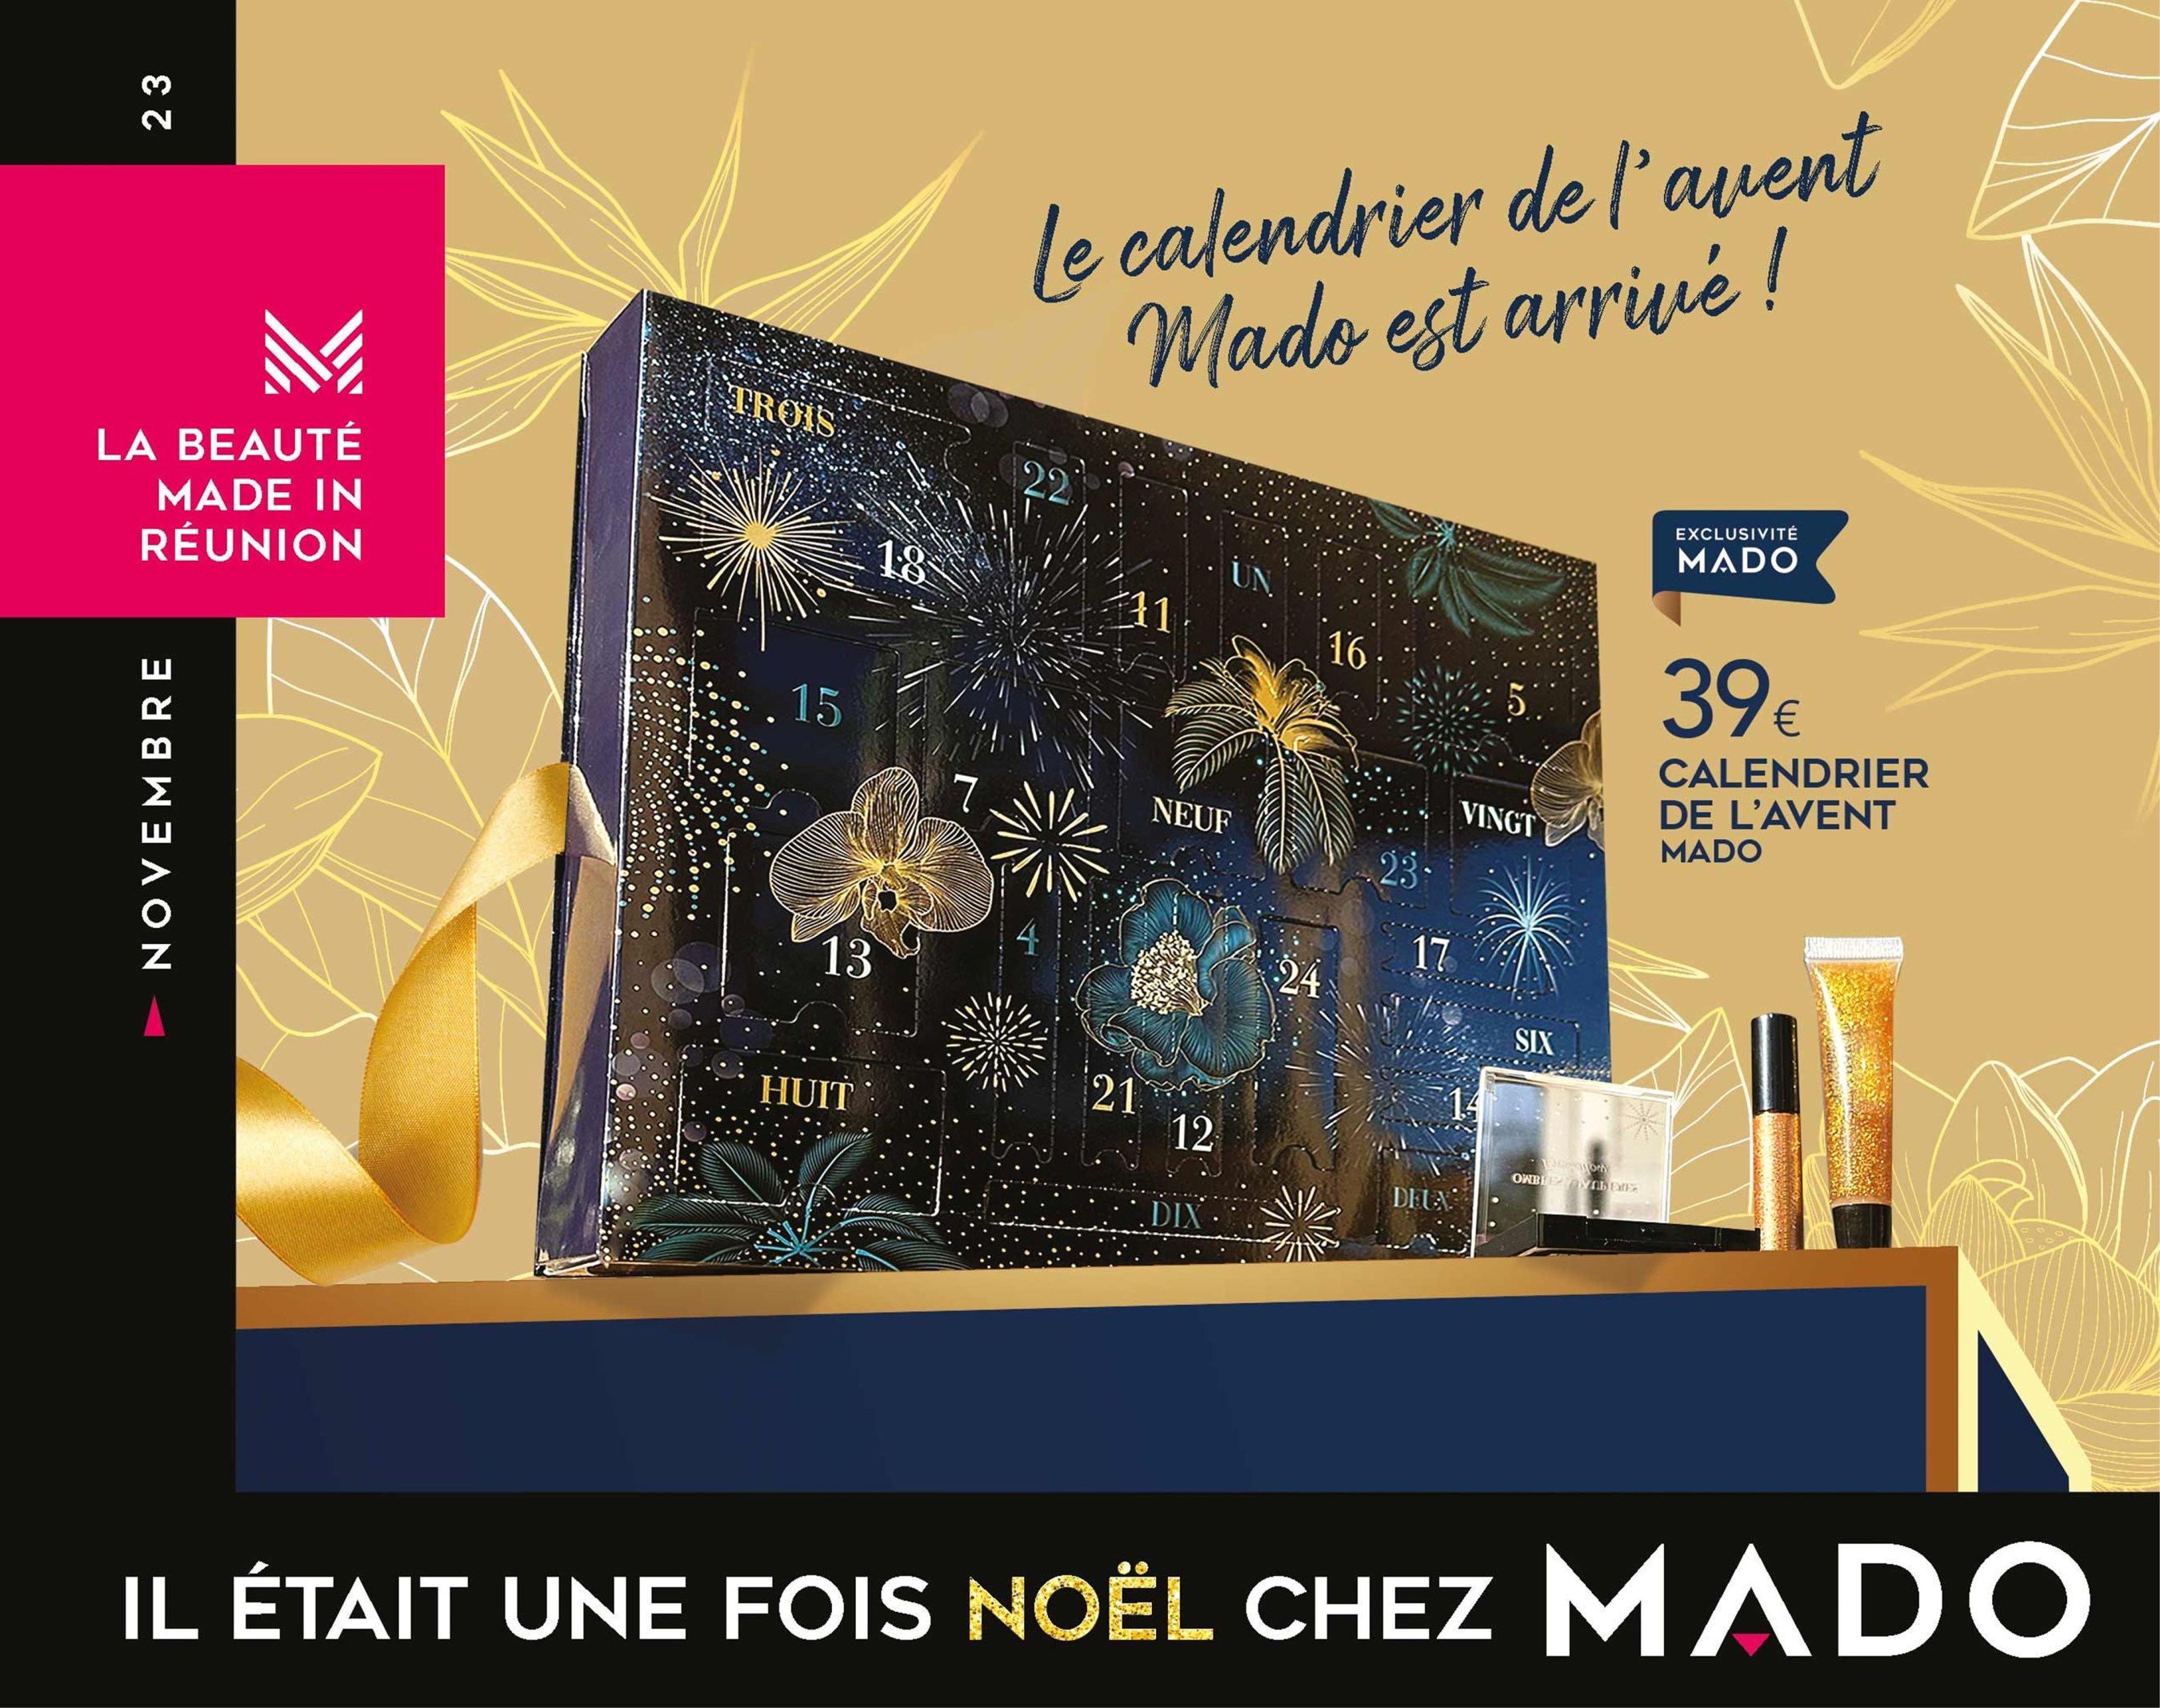 23
LA BEAUTÉ
MADE IN
RÉUNION
NOVEMBRE
Le calendrier de l'avent
Mado est arrivé !
EXCLUSIVITÉ
MADO
39€
CALENDRIER
DE L'AVENT
MADO
TROIS
22
18
11
UN
16
5
15
7
NEUF
VINGT
23
13
4
24
17
SIX
HUIT
21
12
14
DIX
DEUX
IL ÉTAIT UNE FOIS NOËL CHEZ MADO